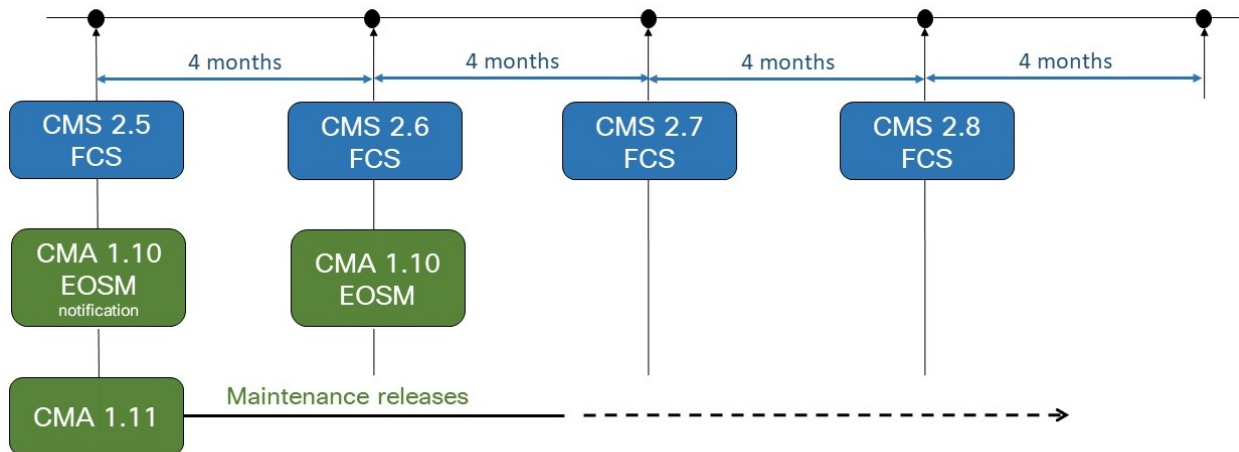 4 months
4 months
4 months
4 months
CMS 2.5
FCS
CMS 2.6
FCS
CMS 2.7
FCS
CMS 2.8
FCS
CMA 1.10
EOSM
notification
CMA 1.10
EOSM
CMA 1.11
Maintenance releases